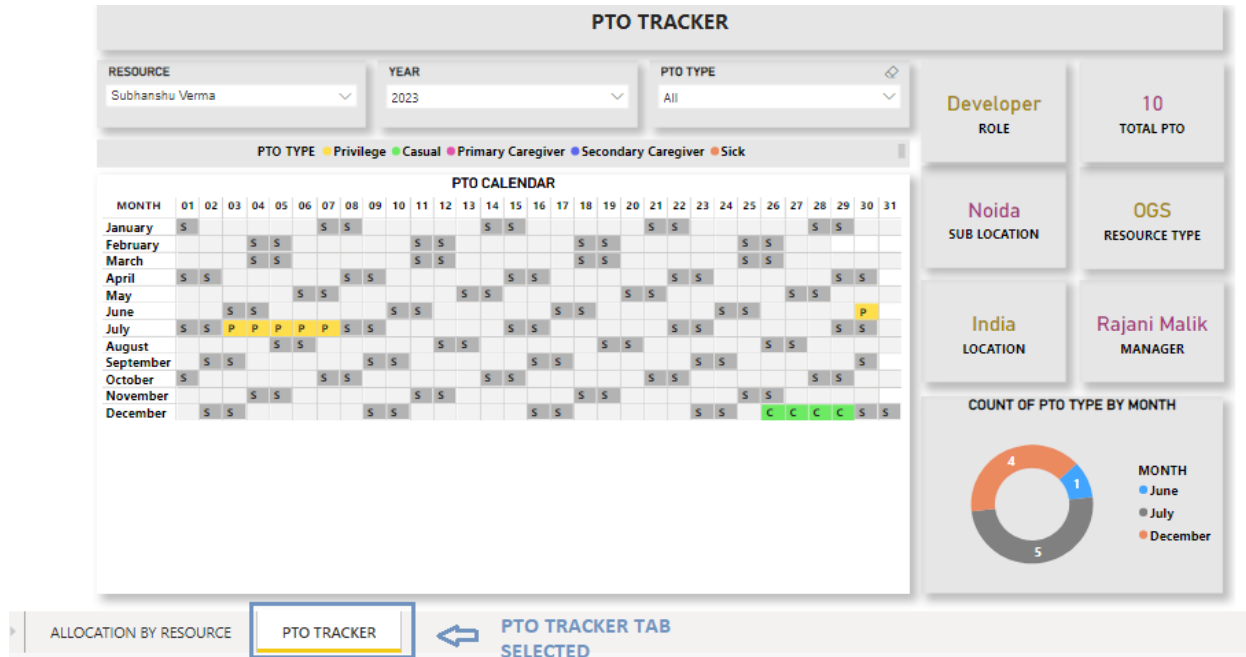 PTO TRACKER
RESOURCE YEAR PTO TYPE
Subhanshu Verma 2023 All
Developer 10
ROLE TOTAL PTO
PTO TYPE Privilege Casual Primary Caregiver Secondary Caregiver Sick
PTO CALENDAR
MONTH 01 02 03 04 05 06 07 08 09 10 11 12 13 14 15 16 17 18 19 20 21 22 23 24 25 26 27 28 29 30 31
January S S S S S S S S S
February S S S S S S S S
March S S S S S S S S
April S S S S S S S S S S
May S S S S S S S S
June S S S S S S S S P
July S S P P P P P S S S S S S S S
August S S S S S S S S
September S S S S S S S S S
October S S S S S S S S S
November S S S S S S S S
December S S S S S S S S C C C C S S
Noida OGS
SUB LOCATION RESOURCE TYPE
India Rajani Malik
LOCATION MANAGER
COUNT OF PTO TYPE BY MONTH
4
1
5
MONTH
June
July
December
ALLOCATION BY RESOURCE PTO TRACKER
PTO TRACKER TAB
SELECTED